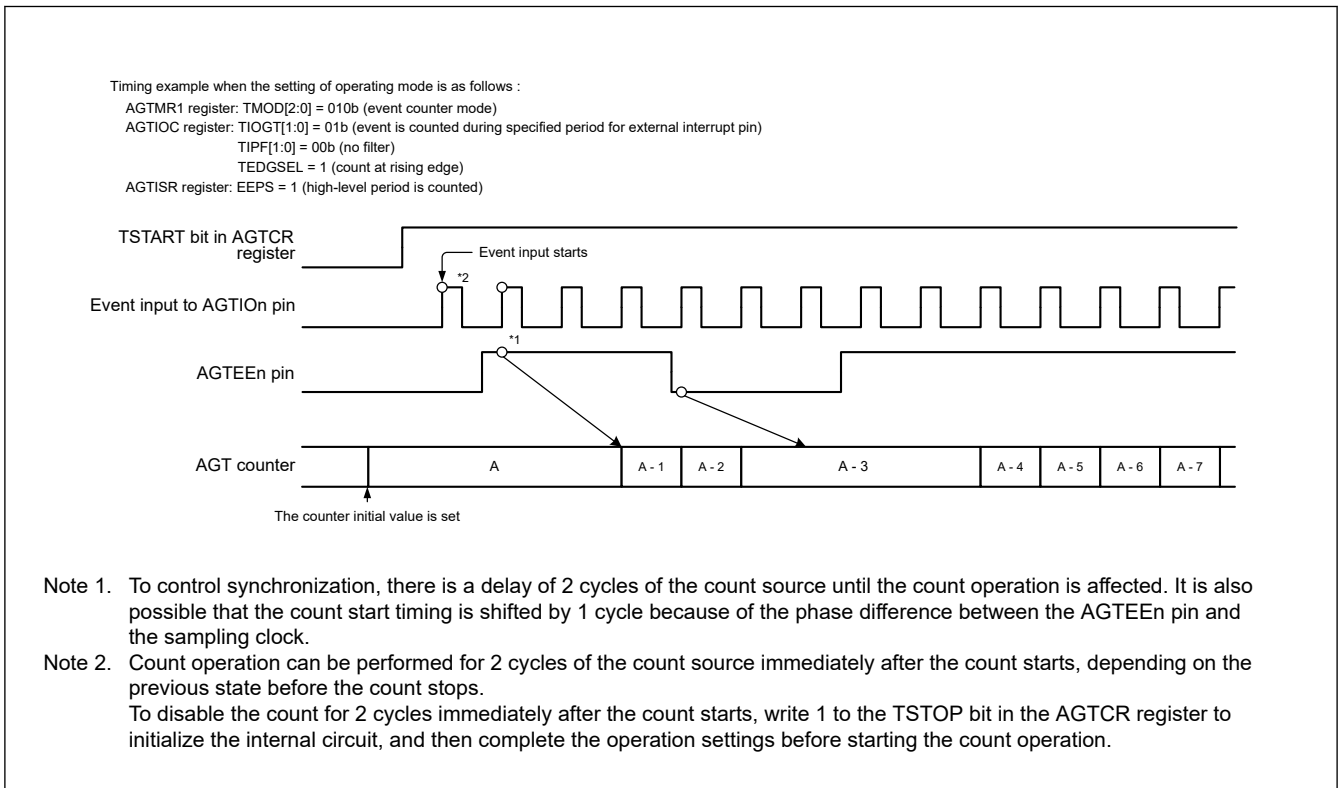 Timing example when the setting of operating mode is as follows :
AGTMR1 register: TMOD[2:0] = 010b (event counter mode)
AGTIOC register: TIOGT[1:0] = 01b (event is counted during specified period for external interrupt pin)
TIPF[1:0] = 00b (no filter)
TEDGSEL = 1 (count at rising edge)
AGTISR register: EEPS = 1 (high-level period is counted)
TSTART bit in AGTCR
register
Event input starts
*2
Event input to AGTIOn pin
*1
AGTEEn pin
AGT counter
A
A - 1
A - 2
A - 3
A - 4
A - 5
A - 6
A - 7
The counter initial value is set
Note 1. To control synchronization, there is a delay of 2 cycles of the count source until the count operation is affected. It is also
possible that the count start timing is shifted by 1 cycle because of the phase difference between the AGTEEn pin and
the sampling clock.
Note 2. Count operation can be performed for 2 cycles of the count source immediately after the count starts, depending on the
previous state before the count stops.
To disable the count for 2 cycles immediately after the count starts, write 1 to the TSTOP bit in the AGTCR register to
initialize the internal circuit, and then complete the operation settings before starting the count operation.